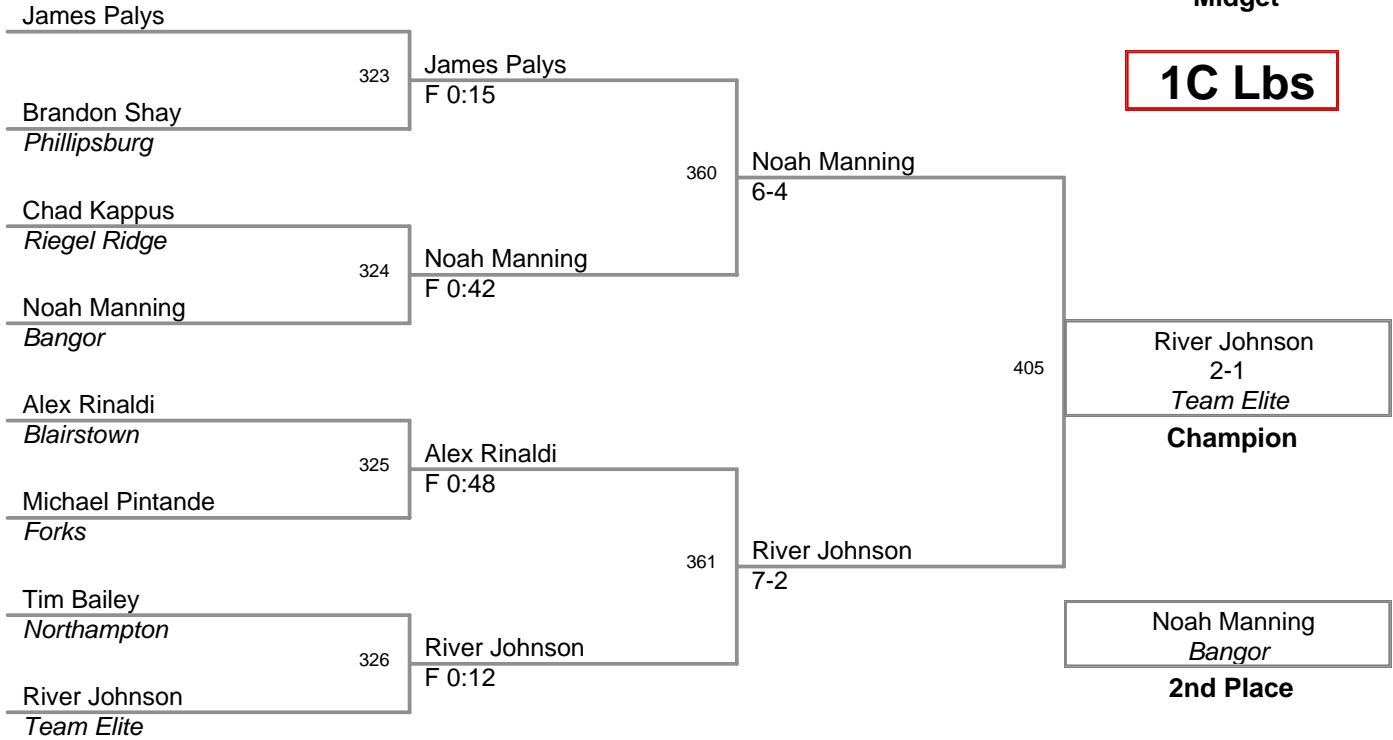 Midget
1C Lbs
James Palys
323
Brandon Shay
Phillipsburg
James Palys
F 0:15
Chad Kappus
Riegel Ridge
324
Noah Manning
Bangor
Noah Manning
F 0:42
360
Noah Manning
6-4
Alex Rinaldi
Blairstown
325
Michael Pintande
Forks
Alex Rinaldi
F 0:48
Tim Bailey
Northampton
326
River Johnson
Team Elite
River Johnson
F 0:12
361
River Johnson
7-2
405
River Johnson
2-1
Team Elite
Champion
Noah Manning
Bangor
2nd Place